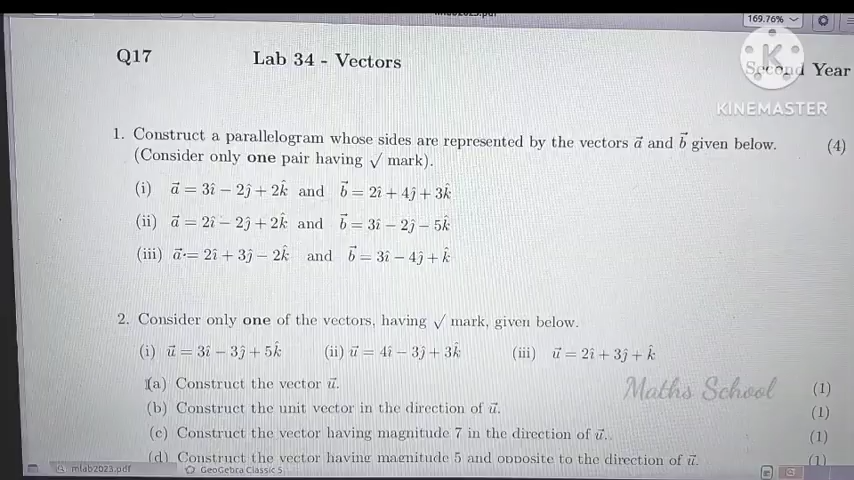 169.76%
Q17 Lab 34 - Vectors Second Year
K
KINEMASTER
1. Construct a parallelogram whose sides are represented by the vectors a⃗ and b⃗ given below. (4)
(Consider only one pair having √ mark).
(i) a⃗ = 3î − 2ĵ + 2k̂ and b⃗ = 2î + 4ĵ + 3k̂
(ii) a⃗ = 2î − 2ĵ + 2k̂ and b⃗ = 3î − 2ĵ − 5k̂
(iii) a⃗ = 2î + 3ĵ − 2k̂ and b⃗ = 3î − 4ĵ + k̂
2. Consider only one of the vectors, having √ mark, given below.
(i) u⃗ = 3î − 3ĵ + 5k̂ (ii) u⃗ = 4î − 3ĵ + 3k̂ (iii) u⃗ = 2î + 3ĵ + k̂
(a) Construct the vector u⃗. (1)
Maths School
(b) Construct the unit vector in the direction of u⃗. (1)
(c) Construct the vector having magnitude 7 in the direction of u⃗. (1)
(d) Construct the vector having magnitude 5 and opposite to the direction of u⃗. (1)
mlab2023.pdf GeoGebra Classic 5